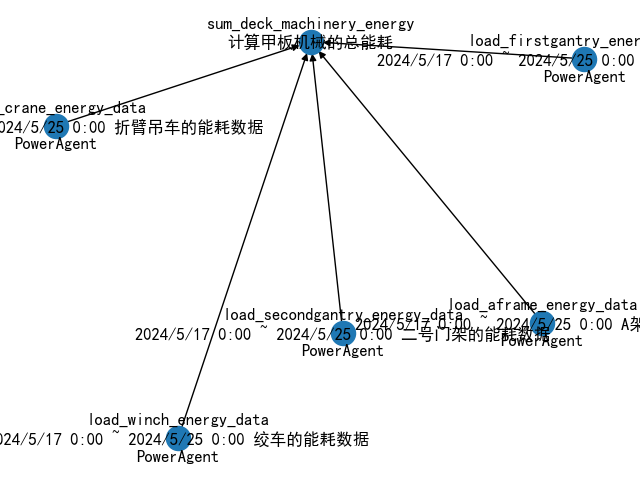 sum_deck_machinery_energy
计算甲板机械的总能耗
load_firstgantry_ener
2024/5/17 0:00 ~ 2024/5/25 0:00
PowerAgent
_crane_energy_data
024/5/25 0:00 折臂吊车的能耗数据
PowerAgent
load_secondgantry_energy_data
2024/5/17 0:00 ~ 2024/5/25 0:00 二号门架的能耗数据
PowerAgent
load_aframe_energy_data
2024/5/17 0:00 ~ 2024/5/25 0:00 A架
PowerAgent
load_winch_energy_data
024/5/17 0:00 ~ 2024/5/25 0:00 绞车的能耗数据
PowerAgent